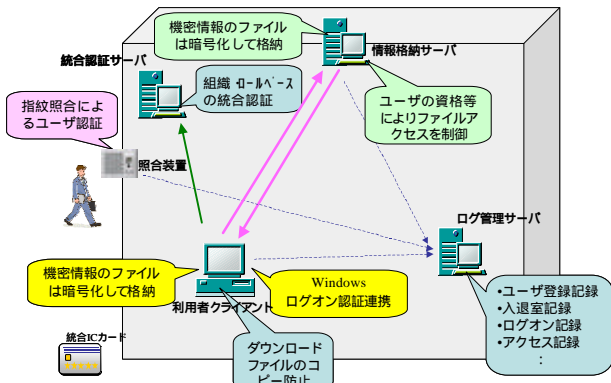 機密情報のファイル
は暗号化して格納
情報格納サーバ
統合認証サーバ
組織・ロールベース
の統合認証
ユーザの資格等
によりファイルア
クセスを制御
指紋照合によ
るユーザ認証
照合装置
ログ管理サーバ
機密情報のファイル
は暗号化して格納
Windows
ログオン認証連携
利用者クライアント
•ユーザ登録記録
•入退室記録
•ログオン記録
•アクセス記録
:
統合ICカード
ダウンロード
ファイルのコ
ピー防止